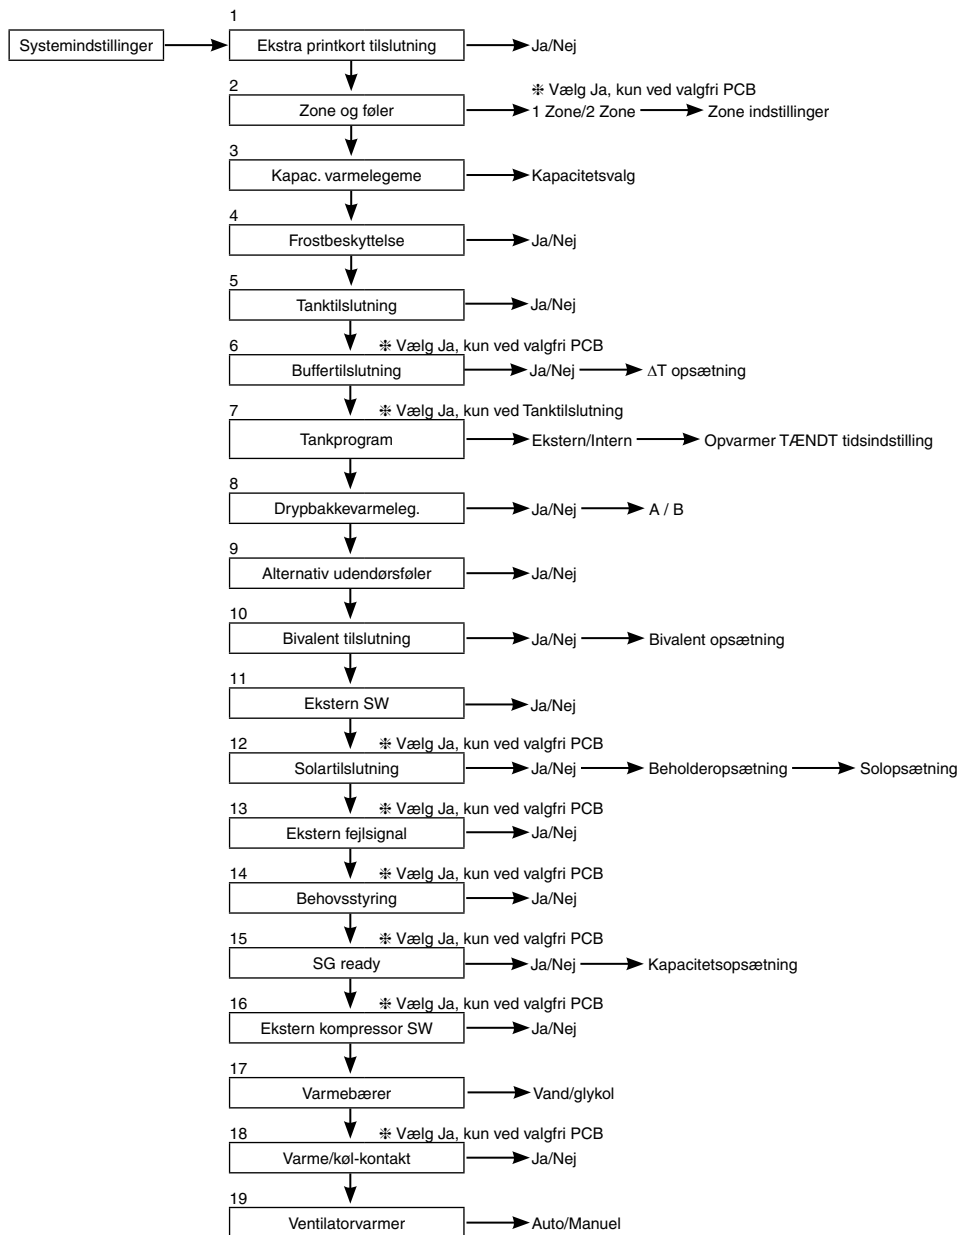 1
Systemindstillinger Ekstra printkort tilslutning Ja/Nej
2 ❈ Vælg Ja, kun ved valgfri PCB
Zone og føler 1 Zone/2 Zone Zone indstillinger
3
Kapac. varmelegeme Kapacitetsvalg
4
Frostbeskyttelse Ja/Nej
5
Tanktilslutning Ja/Nej
6 ❈ Vælg Ja, kun ved valgfri PCB
Buffertilslutning Ja/Nej ΔT opsætning
7 ❈ Vælg Ja, kun ved Tanktilslutning
Tankprogram Ekstern/Intern Opvarmer TÆNDT tidsindstilling
8
Drypbakkevarmeleg. Ja/Nej A / B
9
Alternativ udendørsføler Ja/Nej
10
Bivalent tilslutning Ja/Nej Bivalent opsætning
11
Ekstern SW Ja/Nej
12 ❈ Vælg Ja, kun ved valgfri PCB
Solartilslutning Ja/Nej Beholderopsætning Solopsætning
13 ❈ Vælg Ja, kun ved valgfri PCB
Ekstern fejlsignal Ja/Nej
14 ❈ Vælg Ja, kun ved valgfri PCB
Behovsstyring Ja/Nej
15 ❈ Vælg Ja, kun ved valgfri PCB
SG ready Ja/Nej Kapacitetsopsætning
16 ❈ Vælg Ja, kun ved valgfri PCB
Ekstern kompressor SW Ja/Nej
17
Varmebærer Vand/glykol
18 ❈ Vælg Ja, kun ved valgfri PCB
Varme/køl-kontakt Ja/Nej
19
Ventilatorvarmer Auto/Manuel